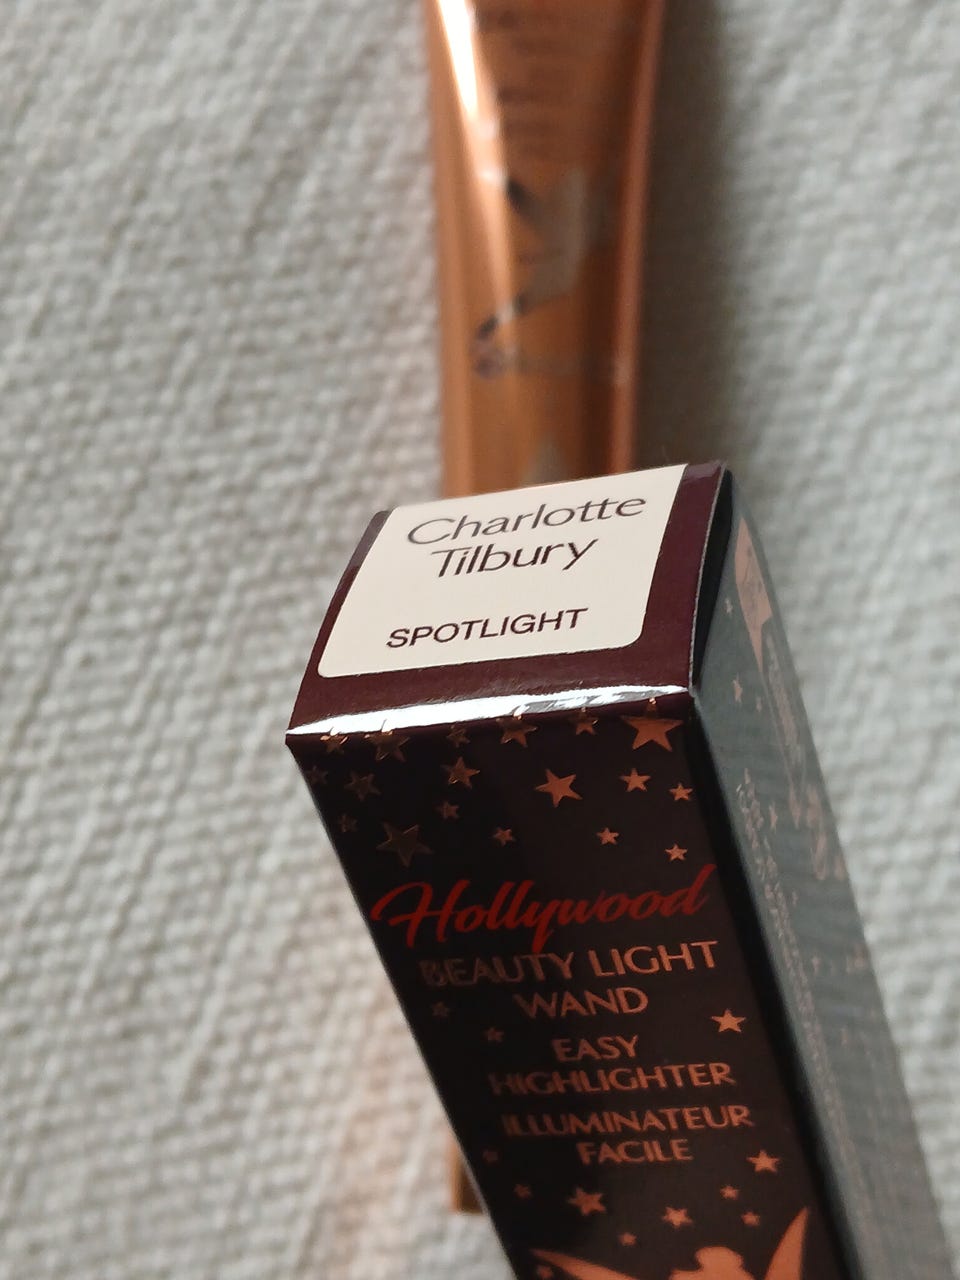 Charlotte
Tilbury
SPOTLIGHT
Hollywood
BEAUTY LIGHT
WAND
EASY
HIGHLIGHTER
ILLUMINATEUR
FACILE